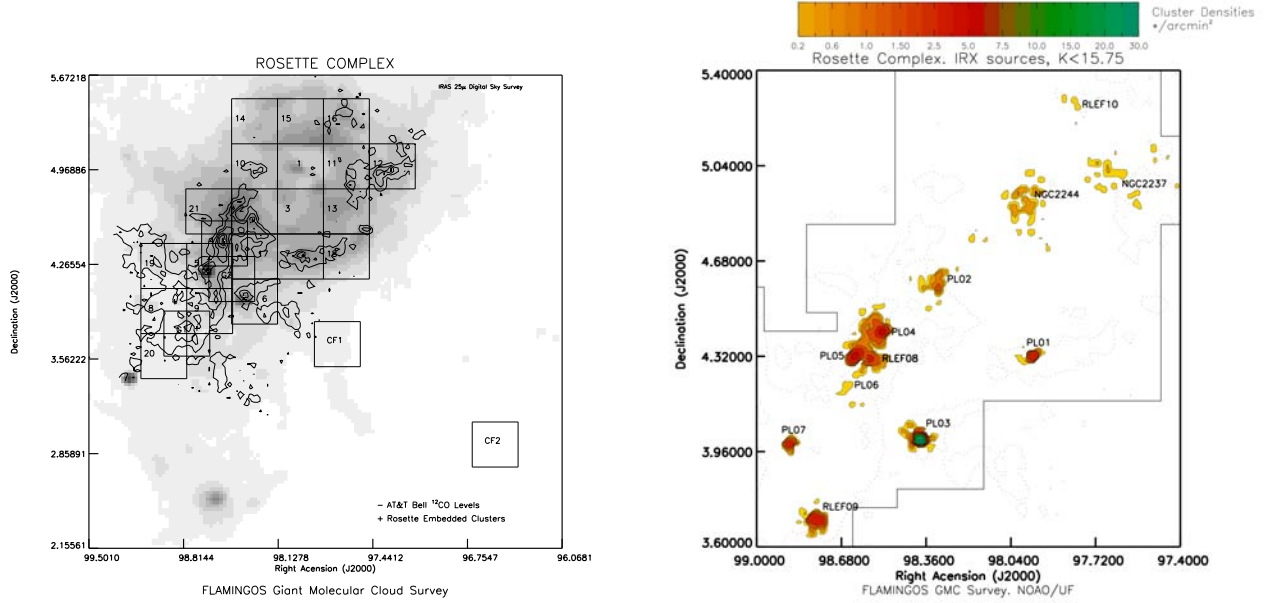 ROSETTE COMPLEX
5.67218
4.96886
4.26554
3.56222
2.85891
2.15561
Declination (J2000)
IRAS 25μ Digital Sky Survey
14
15
16
10
1
11
12
21
3
13
19
7
8
9
6
20
CF1
CF2
– AT&T Bell ¹²CO Levels
+ Rosette Embedded Clusters
99.5010 98.8144 98.1278 97.4412 96.7547 96.0681
Right Acension (J2000)
FLAMINGOS Giant Molecular Cloud Survey
Cluster Densities
*/arcmin²
0.2 0.6 1.0 1.50 2.5 5.0 7.5 10.0 15.0 20.0 30.0
Rosette Complex. IRX sources, K<15.75
5.40000
5.04000
4.68000
4.32000
3.96000
3.60000
Declination (J2000)
RLEF10
NGC2237
NGC2244
PL02
PL04
PL05
RLEF08
PL01
PL06
PL03
PL07
RLEF09
99.0000 98.6800 98.3600 98.0400 97.7200 97.4000
Right Acension (J2000)
FLAMINGOS GMC Survey. NOAO/UF